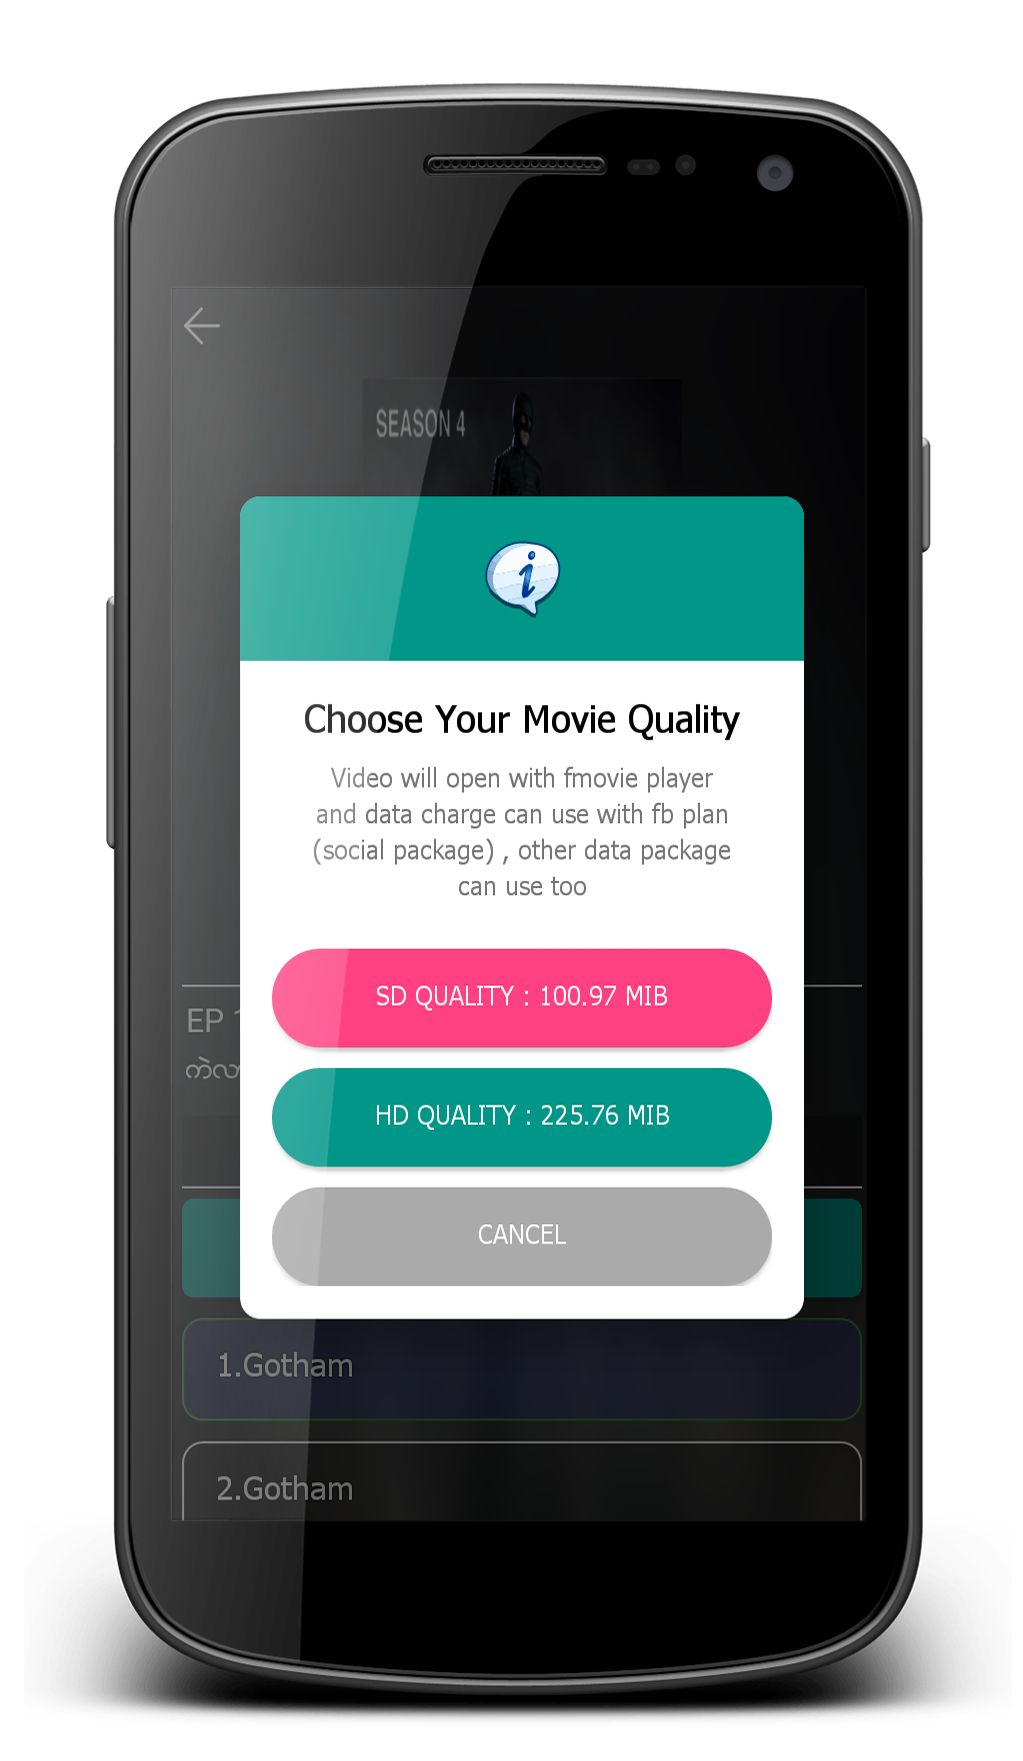 SEASON 4
Choose Your Movie Quality
Video will open with fmovie player
and data charge can use with fb plan
(social package) , other data package
can use too
SD QUALITY : 100.97 MIB
HD QUALITY : 225.76 MIB
CANCEL
EP
1.Gotham
2.Gotham